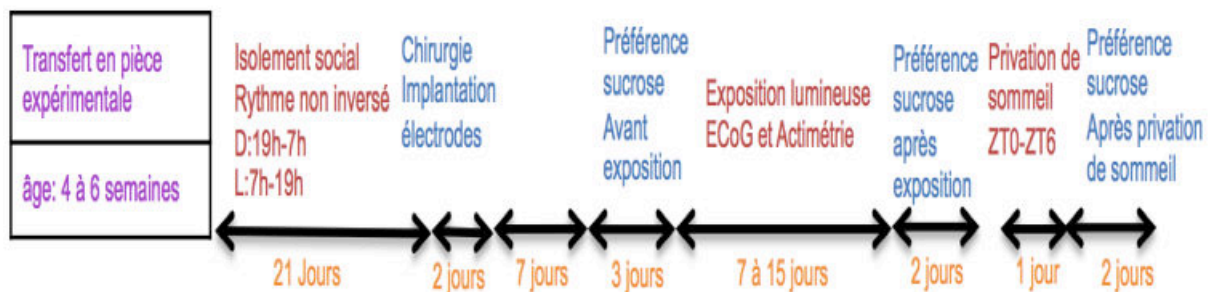 Transfert en pièce
expérimentale
âge: 4 à 6 semaines
Isolement social
Rythme non inversé
D:19h-7h
L:7h-19h
21 Jours
Chirurgie
Implantation
électrodes
2 jours
7 jours
Préférence
sucrose
Avant
exposition
3 jours
Exposition lumineuse
ECoG et Actimétrie
7 à 15 jours
Préférence
sucrose
après
exposition
2 jours
Privation de
sommeil
ZT0-ZT6
1 jour
Préférence
sucrose
Après privation
de sommeil
2 jours